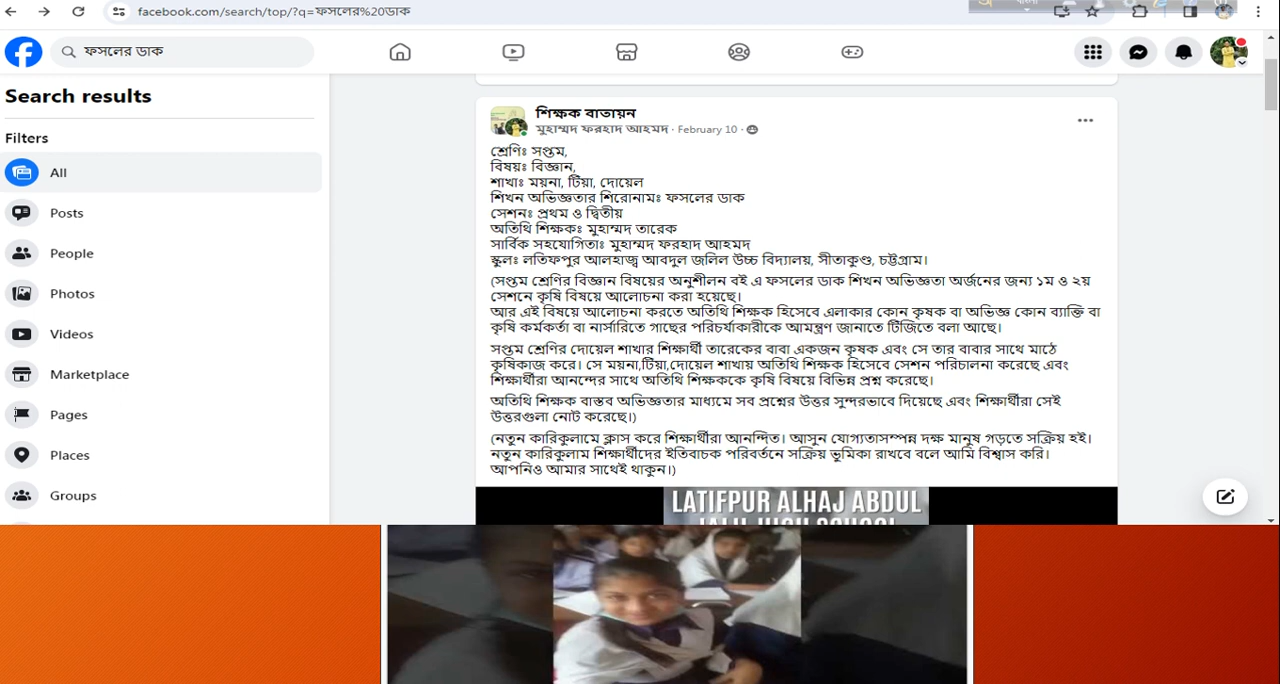 facebook.com/search/top/?q=ফসলের%20ডাক
ফসলের ডাক
Search results
Filters
All
Posts
People
Photos
Videos
Marketplace
Pages
Places
Groups
শিক্ষক বাতায়ন
মুহাম্মদ ফরহাদ আহমদ · February 10 ·
শ্রেণিঃ সপ্তম,
বিষয়ঃ বিজ্ঞান,
শাখাঃ ময়না, টিয়া, দোয়েল
শিখন অভিজ্ঞতার শিরোনামঃ ফসলের ডাক
সেশনঃ প্রথম ও দ্বিতীয়
অতিথি শিক্ষকঃ মুহাম্মদ তারেক
সার্বিক সহযোগিতাঃ মুহাম্মদ ফরহাদ আহমদ
স্কুলঃ লতিফপুর আলহাজ্ব আবদুল জলিল উচ্চ বিদ্যালয়, সীতাকুণ্ড, চট্টগ্রাম।
(সপ্তম শ্রেণির বিজ্ঞান বিষয়ের অনুশীলন বই এ ফসলের ডাক শিখন অভিজ্ঞতা অর্জনের জন্য ১ম ও ২য়
সেশনে কৃষি বিষয়ে আলোচনা করা হয়েছে।
আর এই বিষয়ে আলোচনা করতে অতিথি শিক্ষক হিসেবে এলাকার কোন কৃষক বা অভিজ্ঞ কোন ব্যাক্তি বা
কৃষি কর্মকর্তা বা নার্সারিতে গাছের পরিচর্যাকারীকে আমন্ত্রণ জানাতে টিজিতে বলা আছে।
সপ্তম শ্রেণির দোয়েল শাখার শিক্ষার্থী তারেকের বাবা একজন কৃষক এবং সে তার বাবার সাথে মাঠে
কৃষিকাজ করে। সে ময়না,টিয়া,দোয়েল শাখায় অতিথি শিক্ষক হিসেবে সেশন পরিচালনা করেছে এবং
শিক্ষার্থীরা আনন্দের সাথে অতিথি শিক্ষককে কৃষি বিষয়ে বিভিন্ন প্রশ্ন করেছে।
অতিথি শিক্ষক বাস্তব অভিজ্ঞতার মাধ্যমে সব প্রশ্নের উত্তর সুন্দরভাবে দিয়েছে এবং শিক্ষার্থীরা সেই
উত্তরগুলা নোট করেছে।)
(নতুন কারিকুলামে ক্লাস করে শিক্ষার্থীরা আনন্দিত। আসুন যোগ্যতাসম্পন্ন দক্ষ মানুষ গড়তে সক্রিয় হই।
নতুন কারিকুলাম শিক্ষার্থীদের ইতিবাচক পরিবর্তনে সক্রিয় ভুমিকা রাখবে বলে আমি বিশ্বাস করি।
আপনিও আমার সাথেই থাকুন।)
LATIFPUR ALHAJ ABDUL
JALIL HIGH SCHOOL